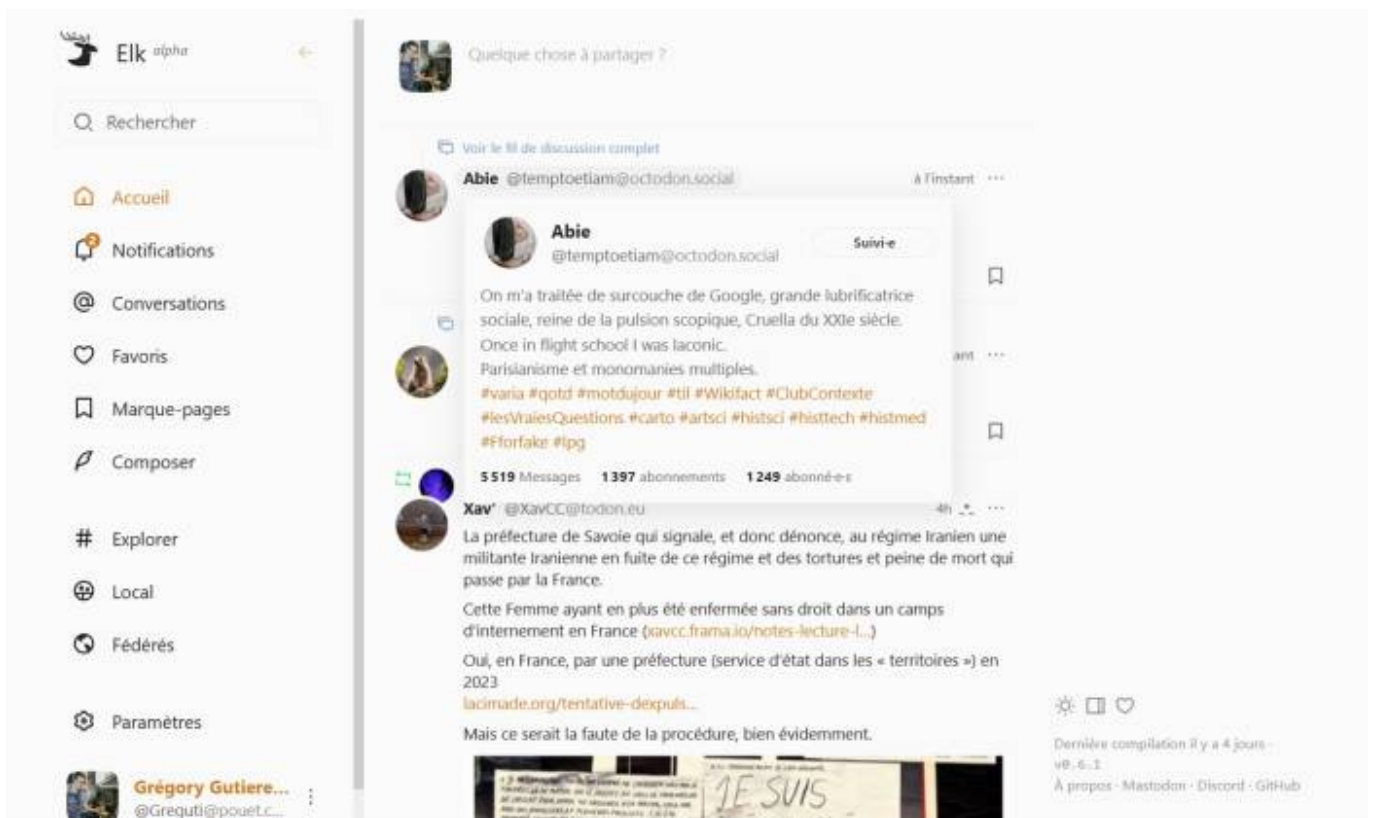 Elk alpha
Rechercher
Accueil
2
Notifications
Conversations
Favoris
Marque-pages
Composer
Explorer
Local
Fédérés
Paramètres
Grégory Gutiere...
@Greguti@pouet.c...
Quelque chose à partager ?
Voir le fil de discussion complet
Abie @temptoetiam@octodon.social à l'instant ...
Abie
@temptoetiam@octodon.social
Suivi·e
On m'a traitée de surcouche de Google, grande lubrificatrice
sociale, reine de la pulsion scopique, Cruella du XXIe siècle.
Once in flight school I was laconic.
Parisianisme et monomanies multiples.
#varia #qotd #motdujour #til #Wikifact #ClubContexte
#lesVraiesQuestions #carto #artsci #histsci #histtech #histmed
#Fforfake #lpg
5 519 Messages 1 397 abonnements 1 249 abonné·e·s
ant ...
Xav' @XavCC@todon.eu 4h ...
La préfecture de Savoie qui signale, et donc dénonce, au régime Iranien une
militante Iranienne en fuite de ce régime et des tortures et peine de mort qui
passe par la France.
Cette Femme ayant en plus été enfermée sans droit dans un camps
d'internement en France (xavcc.frama.io/notes-lecture-l...)
Oui, en France, par une préfecture (service d'état dans les « territoires ») en
2023
lacimade.org/tentative-dexpuls...
Mais ce serait la faute de la procédure, bien évidemment.
JE SUIS
Dernière compilation il y a 4 jours ·
v0.6.1
À propos · Mastodon · Discord · GitHub